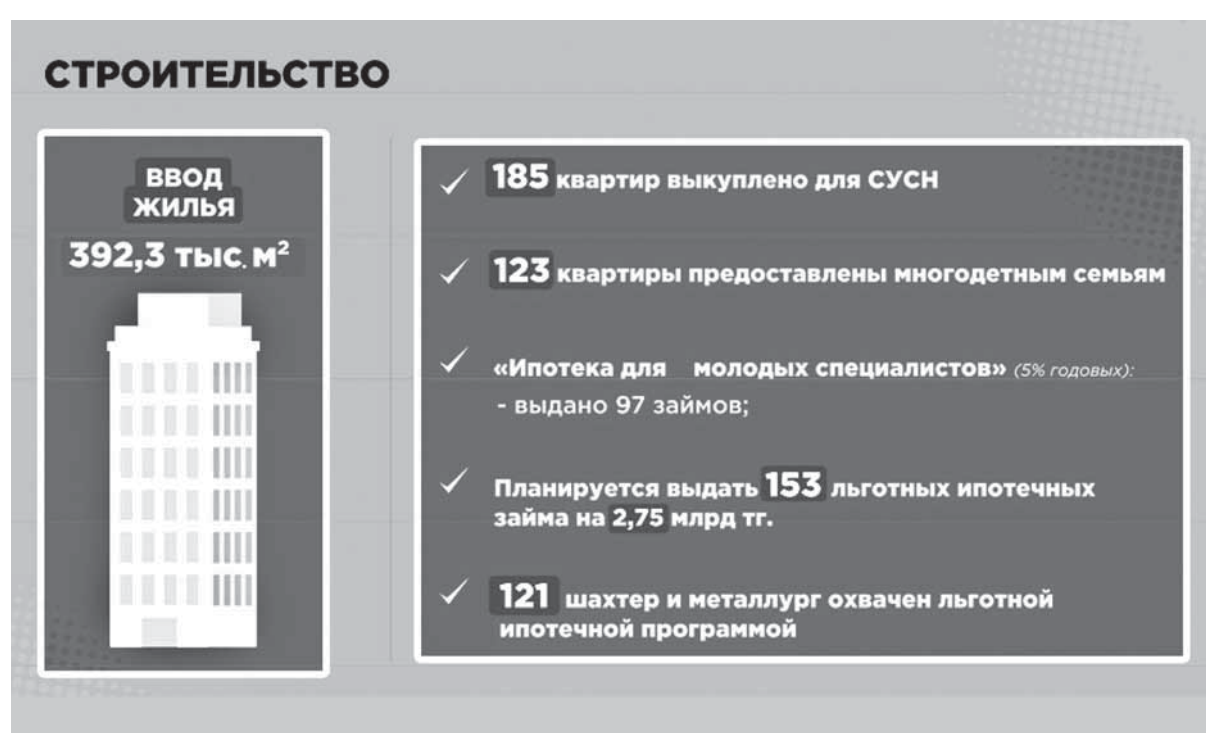 СТРОИТЕЛЬСТВО
ВВОД
ЖИЛЬЯ
392,3 тыс. м²
185 квартир выкуплено для СУСН
123 квартиры предоставлены многодетным семьям
«Ипотека для молодых специалистов» (5% годовых):
- выдано 97 займов;
Планируется выдать 153 льготных ипотечных
займа на 2,75 млрд тг.
121 шахтер и металлург охвачен льготной
ипотечной программой